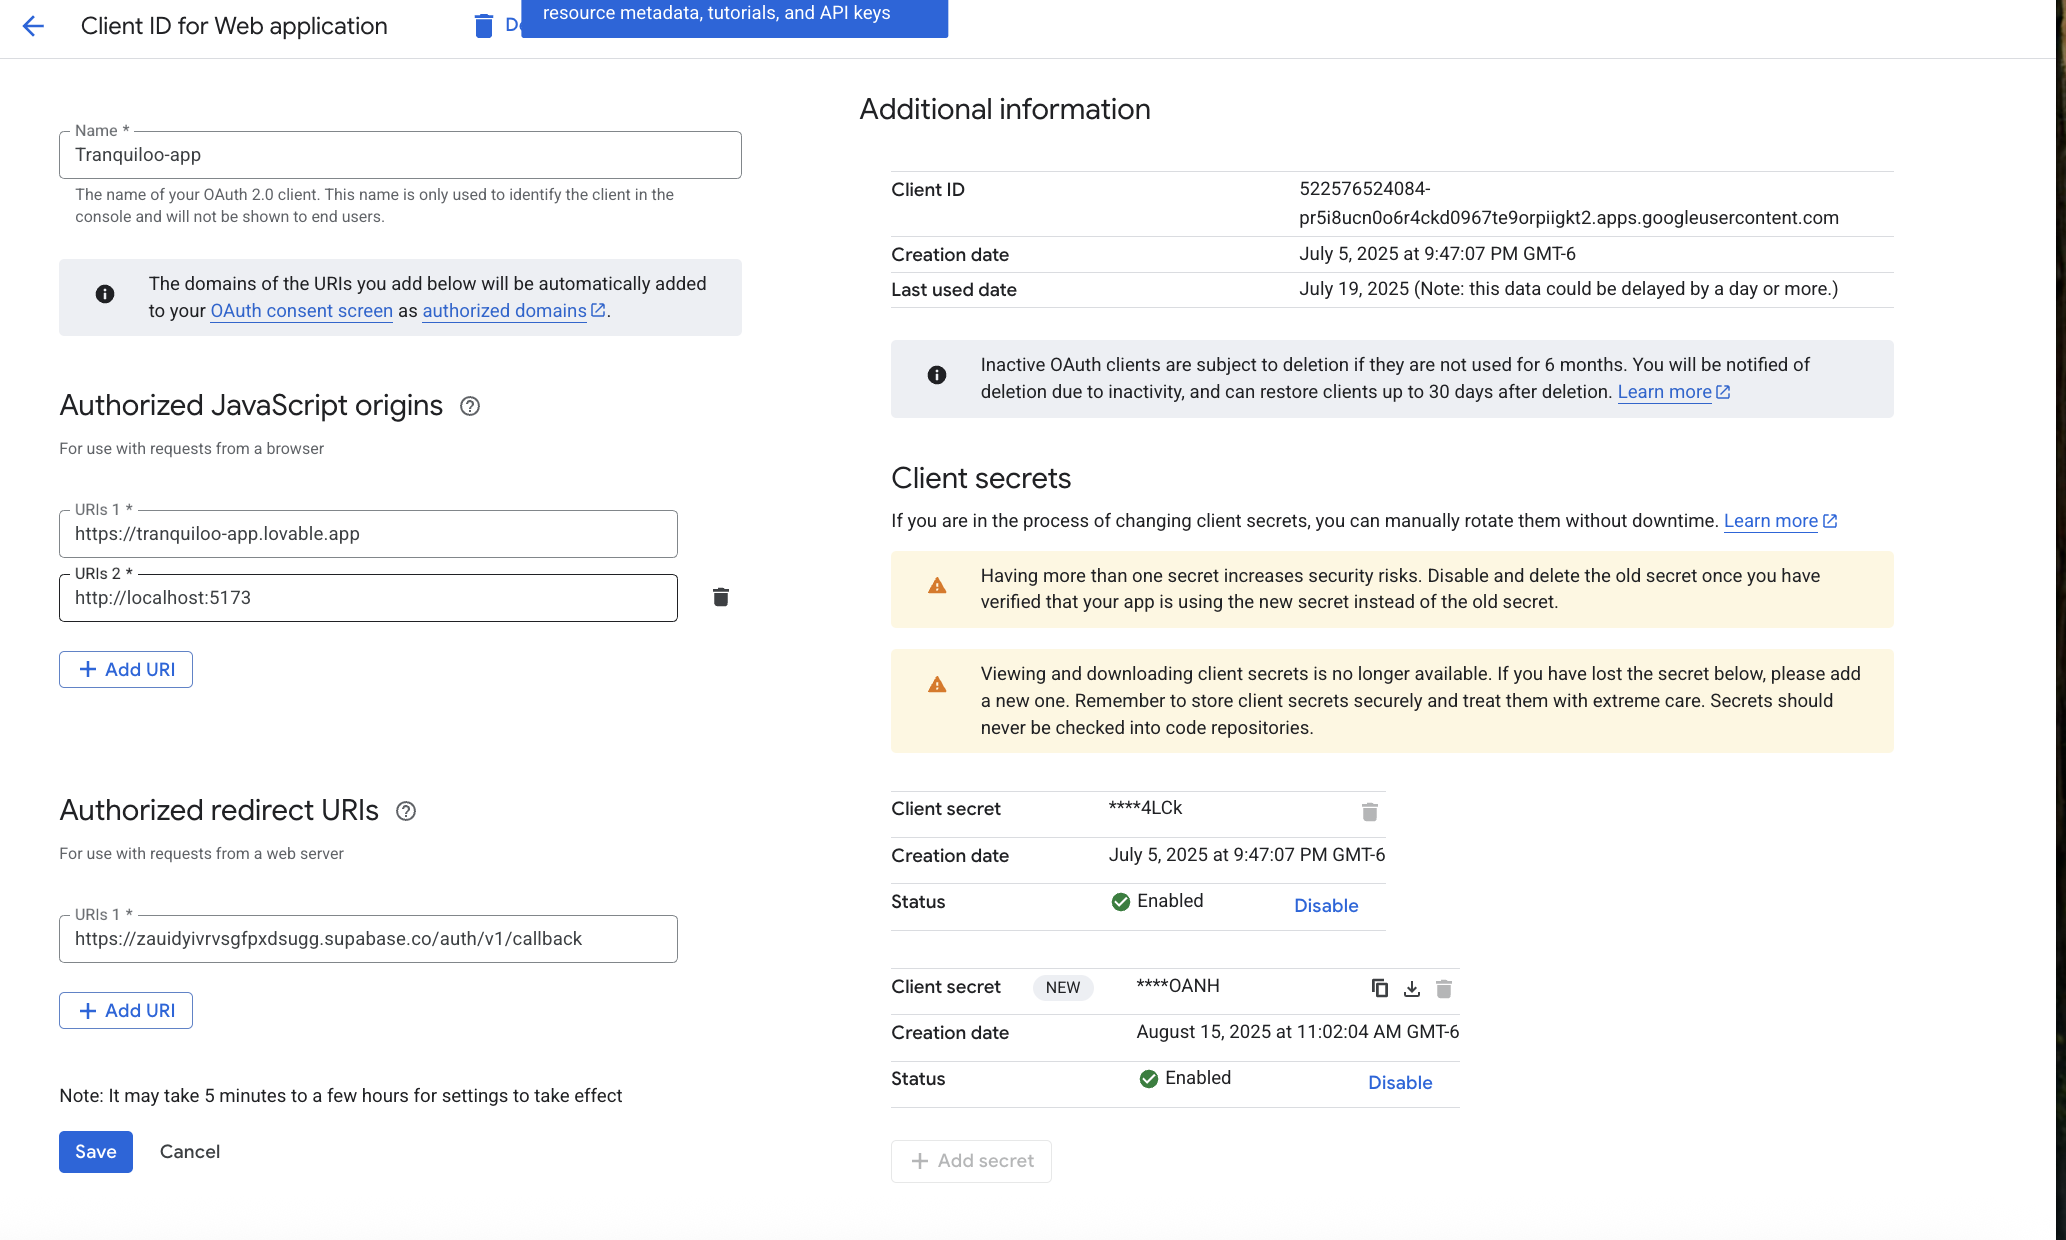 Client ID for Web application
resource metadata, tutorials, and API keys
Name *
Tranquiloo-app
The name of your OAuth 2.0 client. This name is only used to identify the client in the
console and will not be shown to end users.
The domains of the URIs you add below will be automatically added
to your OAuth consent screen as authorized domains.
Authorized JavaScript origins
For use with requests from a browser
URIs 1 *
https://tranquiloo-app.lovable.app
URIs 2 *
http://localhost:5173
+ Add URI
Authorized redirect URIs
For use with requests from a web server
URIs 1 *
https://zauidyivrvsgfpxdsugg.supabase.co/auth/v1/callback
+ Add URI
Note: It may take 5 minutes to a few hours for settings to take effect
Save Cancel
Additional information
Client ID 522576524084-
pr5i8ucn0o6r4ckd0967te9orpiigkt2.apps.googleusercontent.com
Creation date July 5, 2025 at 9:47:07 PM GMT-6
Last used date July 19, 2025 (Note: this data could be delayed by a day or more.)
Inactive OAuth clients are subject to deletion if they are not used for 6 months. You will be notified of
deletion due to inactivity, and can restore clients up to 30 days after deletion. Learn more
Client secrets
If you are in the process of changing client secrets, you can manually rotate them without downtime. Learn more
Having more than one secret increases security risks. Disable and delete the old secret once you have
verified that your app is using the new secret instead of the old secret.
Viewing and downloading client secrets is no longer available. If you have lost the secret below, please add
a new one. Remember to store client secrets securely and treat them with extreme care. Secrets should
never be checked into code repositories.
Client secret ****4LCk
Creation date July 5, 2025 at 9:47:07 PM GMT-6
Status Enabled Disable
Client secret NEW ****OANH
Creation date August 15, 2025 at 11:02:04 AM GMT-6
Status Enabled Disable
+ Add secret